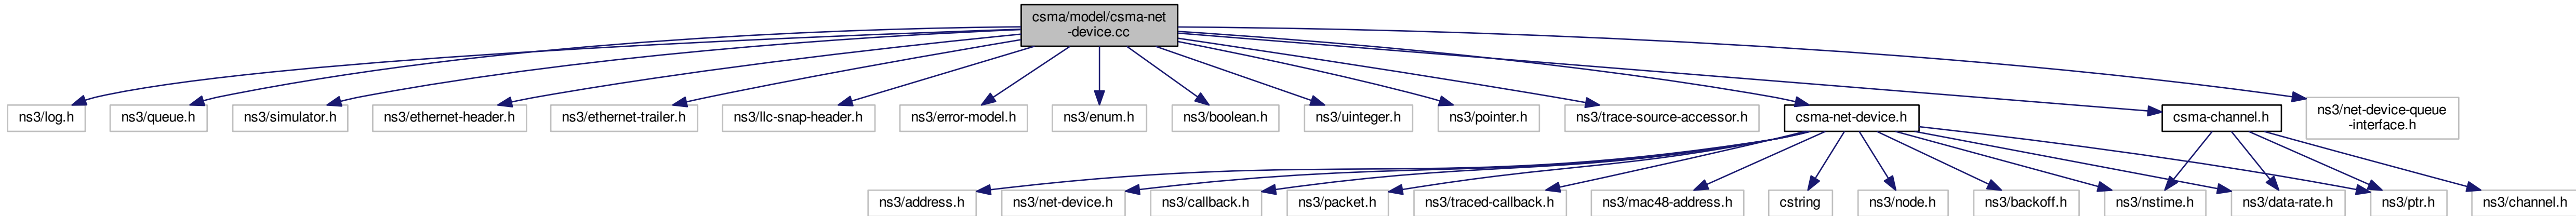 csma/model/csma-net
-device.cc
ns3/log.h
ns3/queue.h
ns3/simulator.h
ns3/ethernet-header.h
ns3/ethernet-trailer.h
ns3/llc-snap-header.h
ns3/error-model.h
ns3/enum.h
ns3/boolean.h
ns3/uinteger.h
ns3/pointer.h
ns3/trace-source-accessor.h
csma-net-device.h
csma-channel.h
ns3/net-device-queue
-interface.h
ns3/address.h
ns3/net-device.h
ns3/callback.h
ns3/packet.h
ns3/traced-callback.h
ns3/mac48-address.h
cstring
ns3/node.h
ns3/backoff.h
ns3/nstime.h
ns3/data-rate.h
ns3/ptr.h
ns3/channel.h